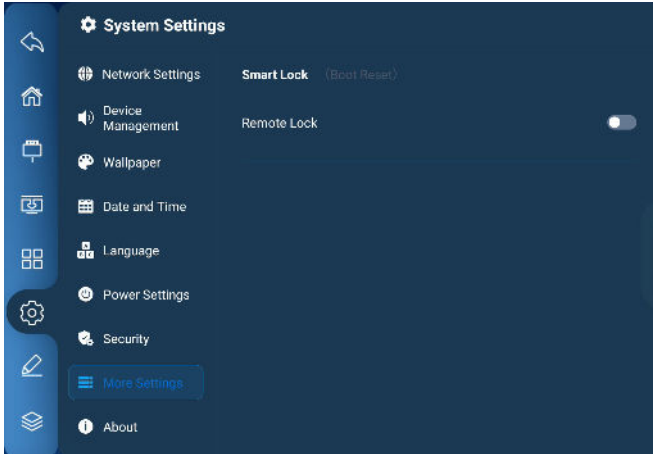 System Settings
Network Settings
Smart Lock (Boot Reset)
Device
Management
Remote Lock
Wallpaper
Date and Time
Language
Power Settings
Security
More Settings
About